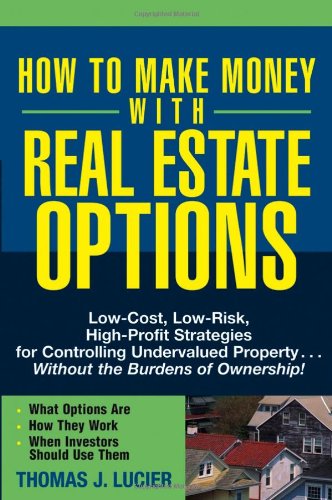 HOW TO MAKE MONEY
WITH
REAL ESTATE
OPTIONS
Low-Cost, Low-Risk,
High-Profit Strategies
for Controlling Undervalued Property...
Without the Burdens of Ownership!
• What Options Are
• How They Work
• When Investors
Should Use Them
THOMAS J. LUCIER